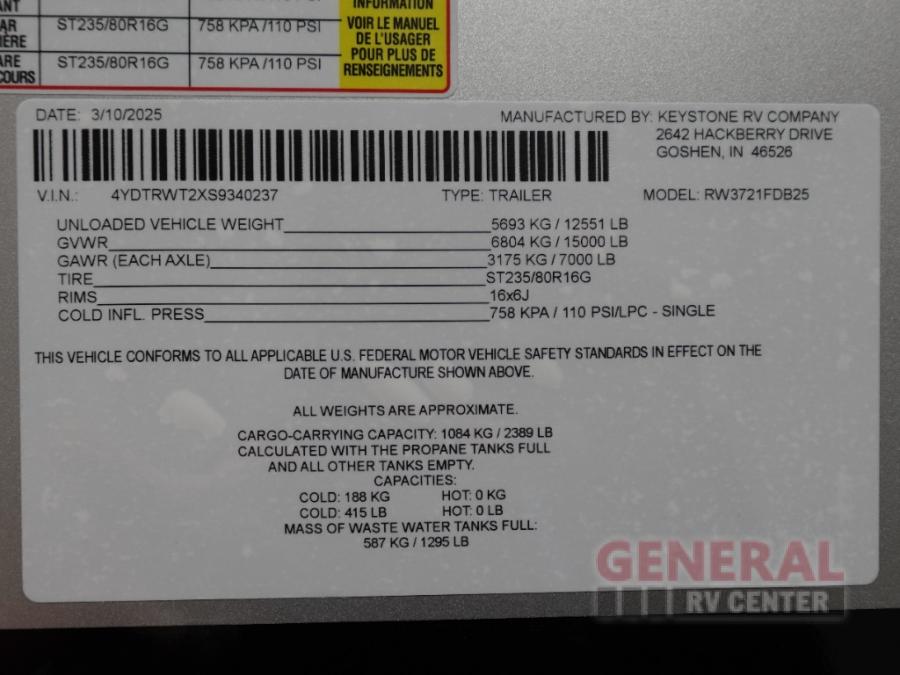 INFORMATION
ANT
AR ST235/80R16G 758 KPA /110 PSI VOIR LE MANUEL
IÈRE DE L'USAGER
ARE ST235/80R16G 758 KPA /110 PSI POUR PLUS DE
COURS RENSEIGNEMENTS
DATE: 3/10/2025 MANUFACTURED BY: KEYSTONE RV COMPANY
2642 HACKBERRY DRIVE
GOSHEN, IN 46526
V.I.N.: 4YDTRWT2XS9340237 TYPE: TRAILER MODEL: RW3721FDB25
UNLOADED VEHICLE WEIGHT 5693 KG / 12551 LB
GVWR 6804 KG / 15000 LB
GAWR (EACH AXLE) 3175 KG / 7000 LB
TIRE ST235/80R16G
RIMS 16x6J
COLD INFL. PRESS 758 KPA / 110 PSI/LPC - SINGLE
THIS VEHICLE CONFORMS TO ALL APPLICABLE U.S. FEDERAL MOTOR VEHICLE SAFETY STANDARDS IN EFFECT ON THE
DATE OF MANUFACTURE SHOWN ABOVE.
ALL WEIGHTS ARE APPROXIMATE.
CARGO-CARRYING CAPACITY: 1084 KG / 2389 LB
CALCULATED WITH THE PROPANE TANKS FULL
AND ALL OTHER TANKS EMPTY.
CAPACITIES:
COLD: 188 KG HOT: 0 KG
COLD: 415 LB HOT: 0 LB
MASS OF WASTE WATER TANKS FULL:
587 KG / 1295 LB
GENERAL
RV CENTER